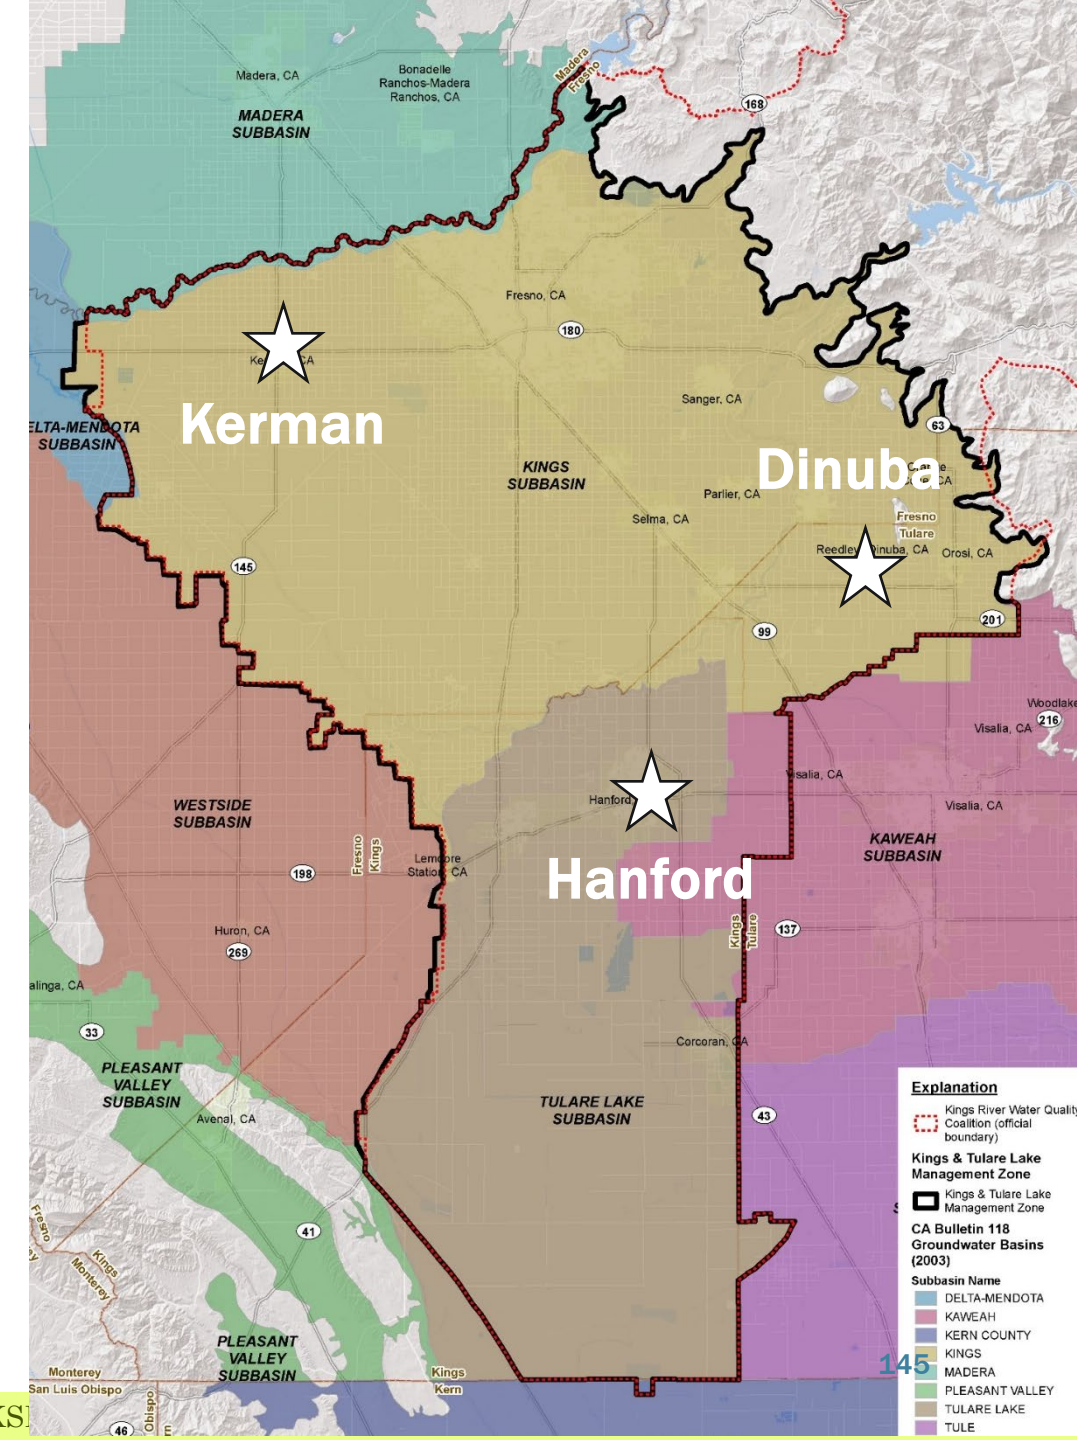 Madera
Fresno
Madera, CA
Bonadelle
Ranchos-Madera
Ranchos, CA
168
MADERA
SUBBASIN
Fresno, CA
180
CA
Kerman
Sanger, CA
63
DELTA-MENDOTA
SUBBASIN
KINGS
SUBBASIN
Dinuba
Parlier, CA
Selma, CA
Fresno
Tulare
Reedley
Dinuba, CA
Orosi, CA
145
99
201
Woodlake
216
Visalia, CA
Visalia, CA
Visalia, CA
Hanford
WESTSIDE
SUBBASIN
KAWEAH
SUBBASIN
Fresno
Kings
Lemoore
Station, CA
198
Hanford
Kings
Tulare
137
Huron, CA
269
alinga, CA
33
Corcoran, CA
PLEASANT
VALLEY
SUBBASIN
Avenal, CA
TULARE LAKE
SUBBASIN
43
41
Fresno
Kings
Monterey
PLEASANT
VALLEY
SUBBASIN
Monterey
San Luis Obispo
Kings
Kern
46
Obispo
Explanation
Kings River Water Quality
Coalition (official
boundary)
Kings & Tulare Lake
Management Zone
Kings & Tulare Lake
Management Zone
CA Bulletin 118
Groundwater Basins
(2003)
Subbasin Name
DELTA-MENDOTA
KAWEAH
KERN COUNTY
KINGS
145
MADERA
PLEASANT VALLEY
TULARE LAKE
TULE